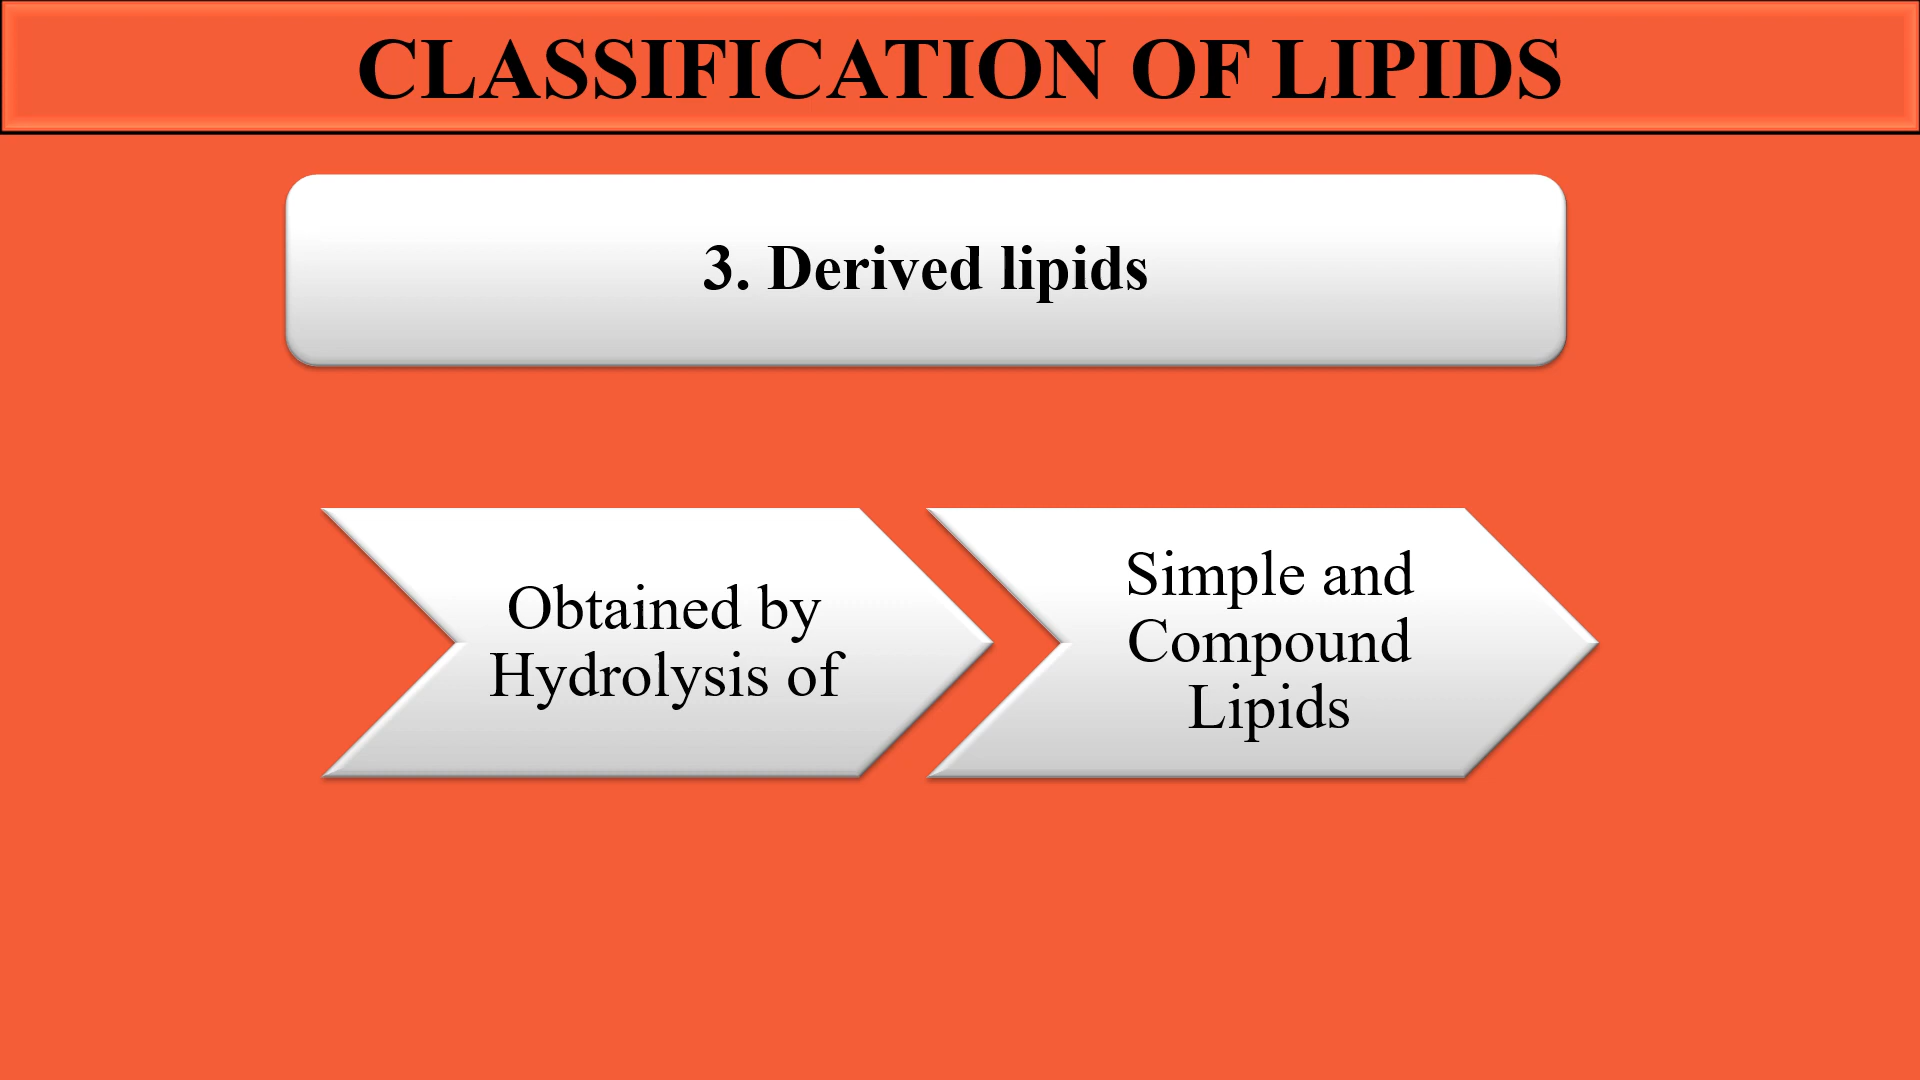 CLASSIFICATION OF LIPIDS
3. Derived lipids
Obtained by
Hydrolysis of
Simple and
Compound
Lipids